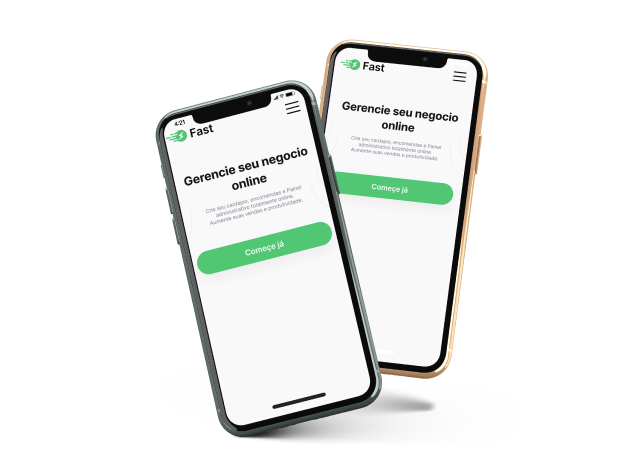 4:21
Fast
Gerencie seu negocio
online
Crie seu cardapio, encomendas e Painel
administrativo totalmente online.
Aumente suas vendas e produtividade.
Começe já
Fast
Gerencie seu negocio
online
Crie seu cardapio, encomendas e Painel
administrativo totalmente online.
Aumente suas vendas e produtividade.
Começe já